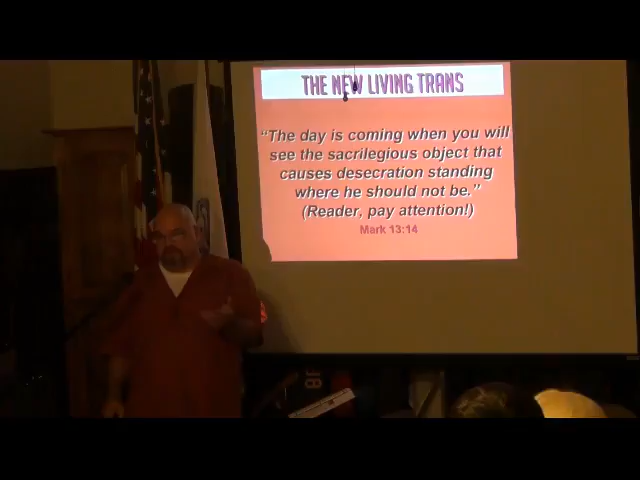 THE NEW LIVING TRANS
“The day is coming when you will
see the sacrilegious object that
causes desecration standing
where he should not be.”
(Reader, pay attention!)
Mark 13:14